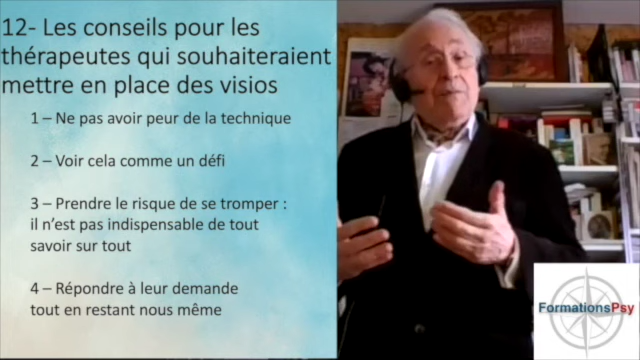 12- Les conseils pour les
thérapeutes qui souhaiteraient
mettre en place des visios
1 – Ne pas avoir peur de la technique
2 – Voir cela comme un défi
3 – Prendre le risque de se tromper :
il n’est pas indispensable de tout
savoir sur tout
4 – Répondre à leur demande
tout en restant nous même
FormationsPsy